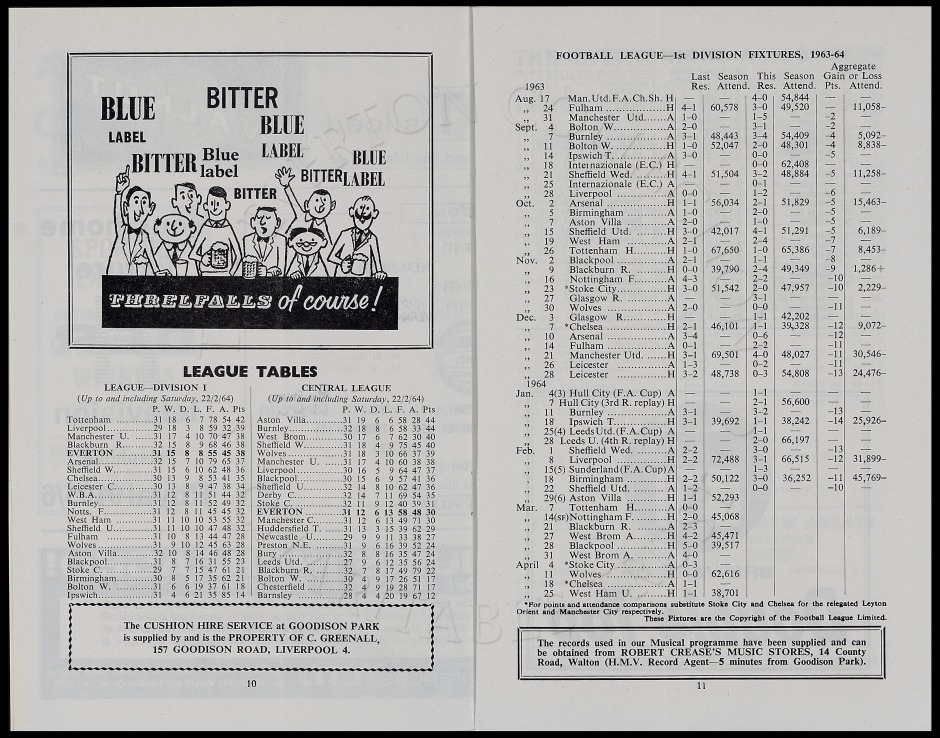 BLUE
LABEL
BITTER
BLUE
LABEL
BITTER
Blue
label
BITTER
BITTER
BLUE
LABEL
THRELFALLS of course!
LEAGUE TABLES
LEAGUE—DIVISION I
(Up to and including Saturday, 22/2/64)
P. W. D. L. F. A. Pts
Tottenham 31 18 6 7 78 54 42
Liverpool 29 18 3 8 59 32 39
Manchester U. 31 17 4 10 70 47 38
Blackburn R. 32 15 8 9 68 46 38
EVERTON 31 15 8 8 55 45 38
Arsenal 32 15 7 10 79 65 37
Sheffield W. 31 15 6 10 62 48 36
Chelsea 30 13 9 8 53 41 35
Leicester C. 30 13 8 9 47 38 34
W.B.A. 31 12 8 11 51 44 32
Burnley 31 12 8 11 52 49 32
Notts. F. 31 12 8 11 45 45 32
West Ham 31 11 10 10 53 55 32
Sheffield U. 31 11 10 10 47 48 32
Fulham 31 10 8 13 44 47 28
Wolves 31 9 10 12 45 63 28
Aston Villa 32 10 8 14 46 48 28
Blackpool 31 8 7 16 31 55 23
Stoke C. 29 7 7 15 47 61 21
Birmingham 30 8 5 17 35 62 21
Bolton W. 31 6 6 19 37 61 18
Ipswich 31 4 6 21 35 85 14
CENTRAL LEAGUE
(Up to and including Saturday, 22/2/64)
P. W. D. L. F. A. Pts
Aston Villa 31 19 6 6 58 28 44
Burnley 32 18 8 6 58 33 44
West Brom 30 17 6 7 62 30 40
Sheffield W. 31 18 4 9 75 45 40
Wolves 31 18 3 10 66 37 39
Manchester U. 31 17 4 10 60 38 38
Liverpool 30 16 5 9 64 47 37
Blackpool 30 15 6 9 57 41 36
Sheffield U. 32 14 8 10 62 47 36
Derby C. 32 14 7 11 69 54 35
Stoke C. 32 11 9 12 40 39 31
EVERTON 31 12 6 13 58 48 30
Manchester C. 31 12 6 13 49 71 30
Huddersfield T. 31 13 3 15 39 62 29
Newcastle U. 29 9 9 11 33 38 27
Preston N.E. 31 9 6 16 39 52 24
Bury 32 8 8 16 35 47 24
Leeds Utd. 27 9 6 12 35 56 24
Blackburn R. 32 7 8 17 49 79 22
Bolton W. 30 4 9 17 26 51 17
Chesterfield 32 4 9 19 28 71 17
Barnsley 28 4 4 20 19 67 12
The CUSHION HIRE SERVICE at GOODISON PARK
is supplied by and is the PROPERTY OF C. GREENALL,
157 GOODISON ROAD, LIVERPOOL 4.
10
FOOTBALL LEAGUE—1st DIVISION FIXTURES, 1963-64
Aggregate
Last Season This Season Gain or Loss
1963 Res. Attend. Res. Attend. Pts. Attend.
Aug. 17 Man. Utd. F.A. Ch. Sh. H — — 4–0 54,844 — —
„ 24 Fulham H 4–1 60,578 3–0 49,520 11,058–
„ 31 Manchester Utd. A 1–0 — 1–5 — –2 —
Sept. 4 Bolton W. A 2–0 — 3–1 — –2 —
„ 7 Burnley A 3–1 48,443 3–4 54,409 –4 5,092–
„ 11 Bolton W. H 1–0 52,047 2–0 48,301 –4 8,838–
„ 14 Ipswich T. A 3–0 — 0–0 — –5 —
„ 18 Internazionale (E.C.) H — — 0–0 62,408 — —
„ 21 Sheffield Wed. H 4–1 51,504 3–2 48,884 –5 11,258–
„ 25 Internazionale (E.C.) A — — 0–1 — — —
„ 28 Liverpool A 0–0 — 1–2 — –6 —
Oct. 2 Arsenal H 1–1 56,034 2–1 51,829 –5 15,463–
„ 5 Birmingham A 1–0 — 2–0 — –5 —
„ 7 Aston Villa A 2–0 — 1–0 — –5 —
„ 15 Sheffield Utd. H 3–0 42,017 4–1 51,291 –5 6,189–
„ 19 West Ham A 2–1 — 2–4 — –7 —
„ 26 Tottenham H. H 1–0 67,650 1–0 65,386 –7 8,453–
Nov. 2 Blackpool A 2–1 — 1–1 — –8 —
„ 9 Blackburn R. H 0–0 39,790 2–4 49,349 –9 1,286+
„ 16 Nottingham F. A 4–3 — 2–2 — –10 —
„ 23 *Stoke City H 3–0 51,542 2–0 47,957 –10 2,229–
„ 27 Glasgow R. A — — 3–1 —
„ 30 Wolves A 2–0 — 0–0 — –11 —
Dec. 3 Glasgow R. H — — 1–1 42,202
„ 7 *Chelsea H 2–1 46,101 1–1 39,328 –12 9,072–
„ 10 Arsenal A 3–4 — 0–6 — –12 —
„ 14 Fulham A 0–1 — 2–2 — –11 —
„ 21 Manchester Utd. H 3–1 69,501 4–0 48,027 –11 30,546–
„ 26 Leicester A 1–3 — 0–2 — –11 —
„ 28 Leicester H 3–2 48,738 0–3 54,808 –13 24,476–
1964
Jan. 4(3) Hull City (F.A. Cup) A — — 1–1 —
„ 7 Hull City (3rd R. replay) H — — 2–1 56,600
„ 11 Burnley A 3–1 — 3–2 — –13 —
„ 18 Ipswich T. H 3–1 39,692 1–1 38,242 –14 25,926–
„ 25(4) Leeds Utd. (F.A. Cup) A — — 1–1 —
„ 28 Leeds U. (4th R. replay) H — — 2–0 66,197 —
Feb. 1 Sheffield Wed. A 2–2 — 3–0 — –13 —
„ 8 Liverpool H 2–2 72,488 3–1 66,515 –12 31,899–
„ 15(5) Sunderland (F.A. Cup) A — — 1–3 —
„ 18 Birmingham H 2–2 50,122 3–0 36,252 –11 45,769–
„ 22 Sheffield Utd. A 1–2 — 0–0 — –10 —
„ 29(6) Aston Villa H 1–1 52,293
Mar. 7 Tottenham H. A 0–0 —
„ 14(SF) Nottingham F. H 2–0 45,068
„ 21 Blackburn R. A 2–3 —
„ 27 West Brom A. H 4–2 45,471
„ 28 Blackpool H 5–0 39,517
„ 31 West Brom A. A 4–0 —
April 4 *Stoke City A 0–3 —
„ 11 Wolves H 0–0 62,616
„ 18 *Chelsea A 1–1 —
„ 25 West Ham U. H 1–1 38,701
*For points and attendance comparisons substitute Stoke City and Chelsea for the relegated Leyton
Orient and Manchester City respectively.
These Fixtures are the Copyright of the Football League Limited.
The records used in our Musical programme have been supplied and can
be obtained from ROBERT CREASE'S MUSIC STORES, 14 County
Road, Walton (H.M.V. Record Agent—5 minutes from Goodison Park).
11